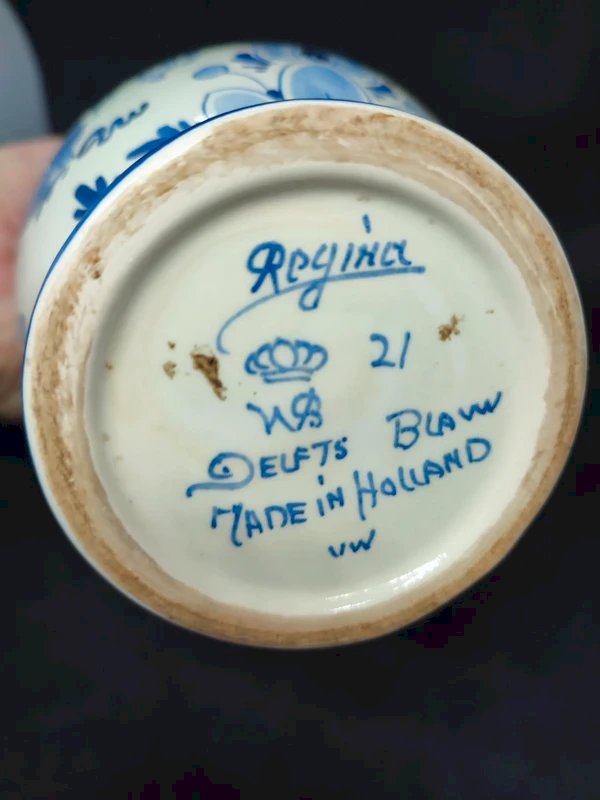 Regina
21
WB
DELFTS BLAUW
MADE IN HOLLAND
VW